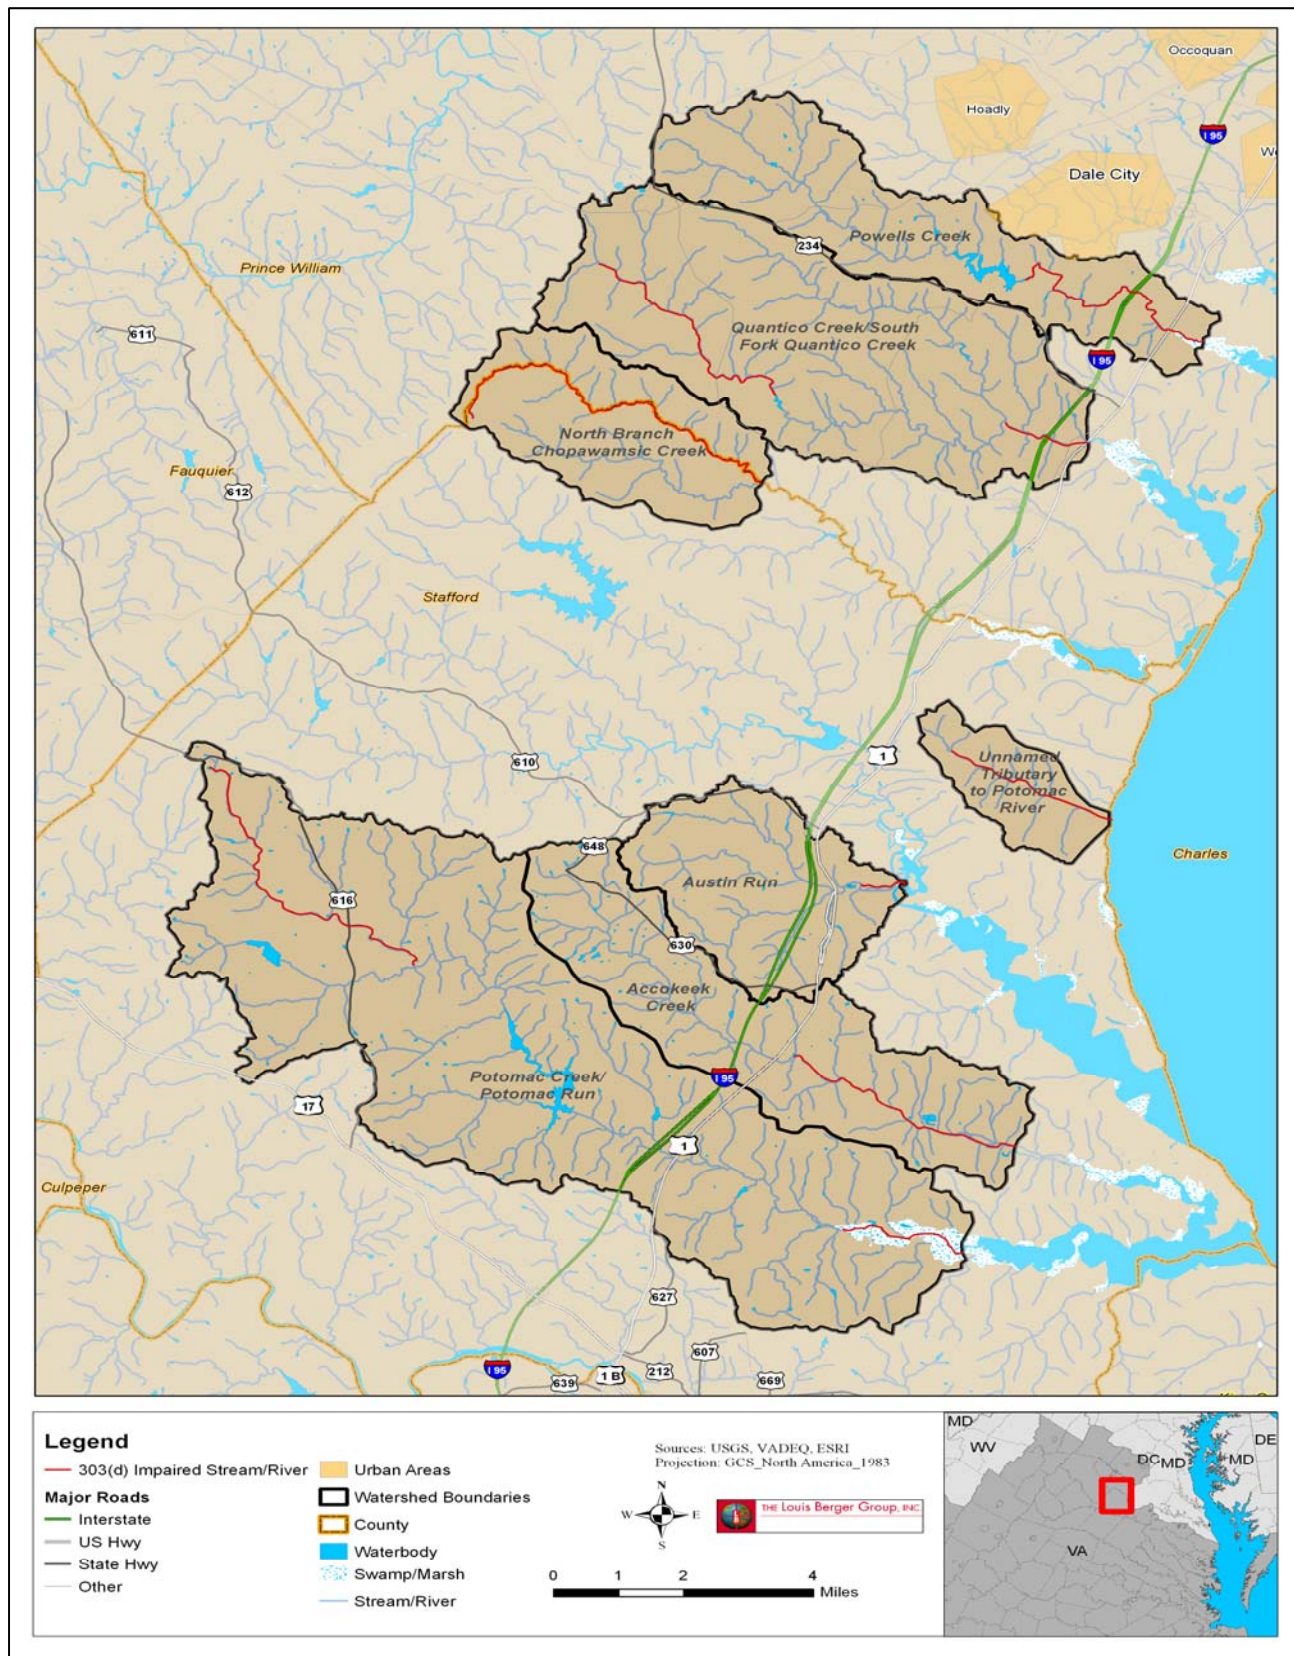 Occoquan
Hoadly
I 95
Dale City
Powells Creek
234
Prince William
Quantico Creek/South
Fork Quantico Creek
611
I 95
North Branch
Chopawamsic Creek
Fauquier
612
Stafford
1
610
Unnamed
Tributary
to Potomac
River
648
Charles
Austin Run
616
630
Accokeek
Creek
I 95
Potomac Creek/
Potomac Run
17
1
Culpeper
627
607
I 95
639
1 B
212
669
Legend
303(d) Impaired Stream/River
Major Roads
Interstate
US Hwy
State Hwy
Other
Urban Areas
Watershed Boundaries
County
Waterbody
Swamp/Marsh
Stream/River
Sources: USGS, VADEQ, ESRI
Projection: GCS_North America_1983
N
W E
S
THE Louis Berger Group, INC.
0 1 2 4
Miles
MD
WV
DC
MD
MD
DE
VA